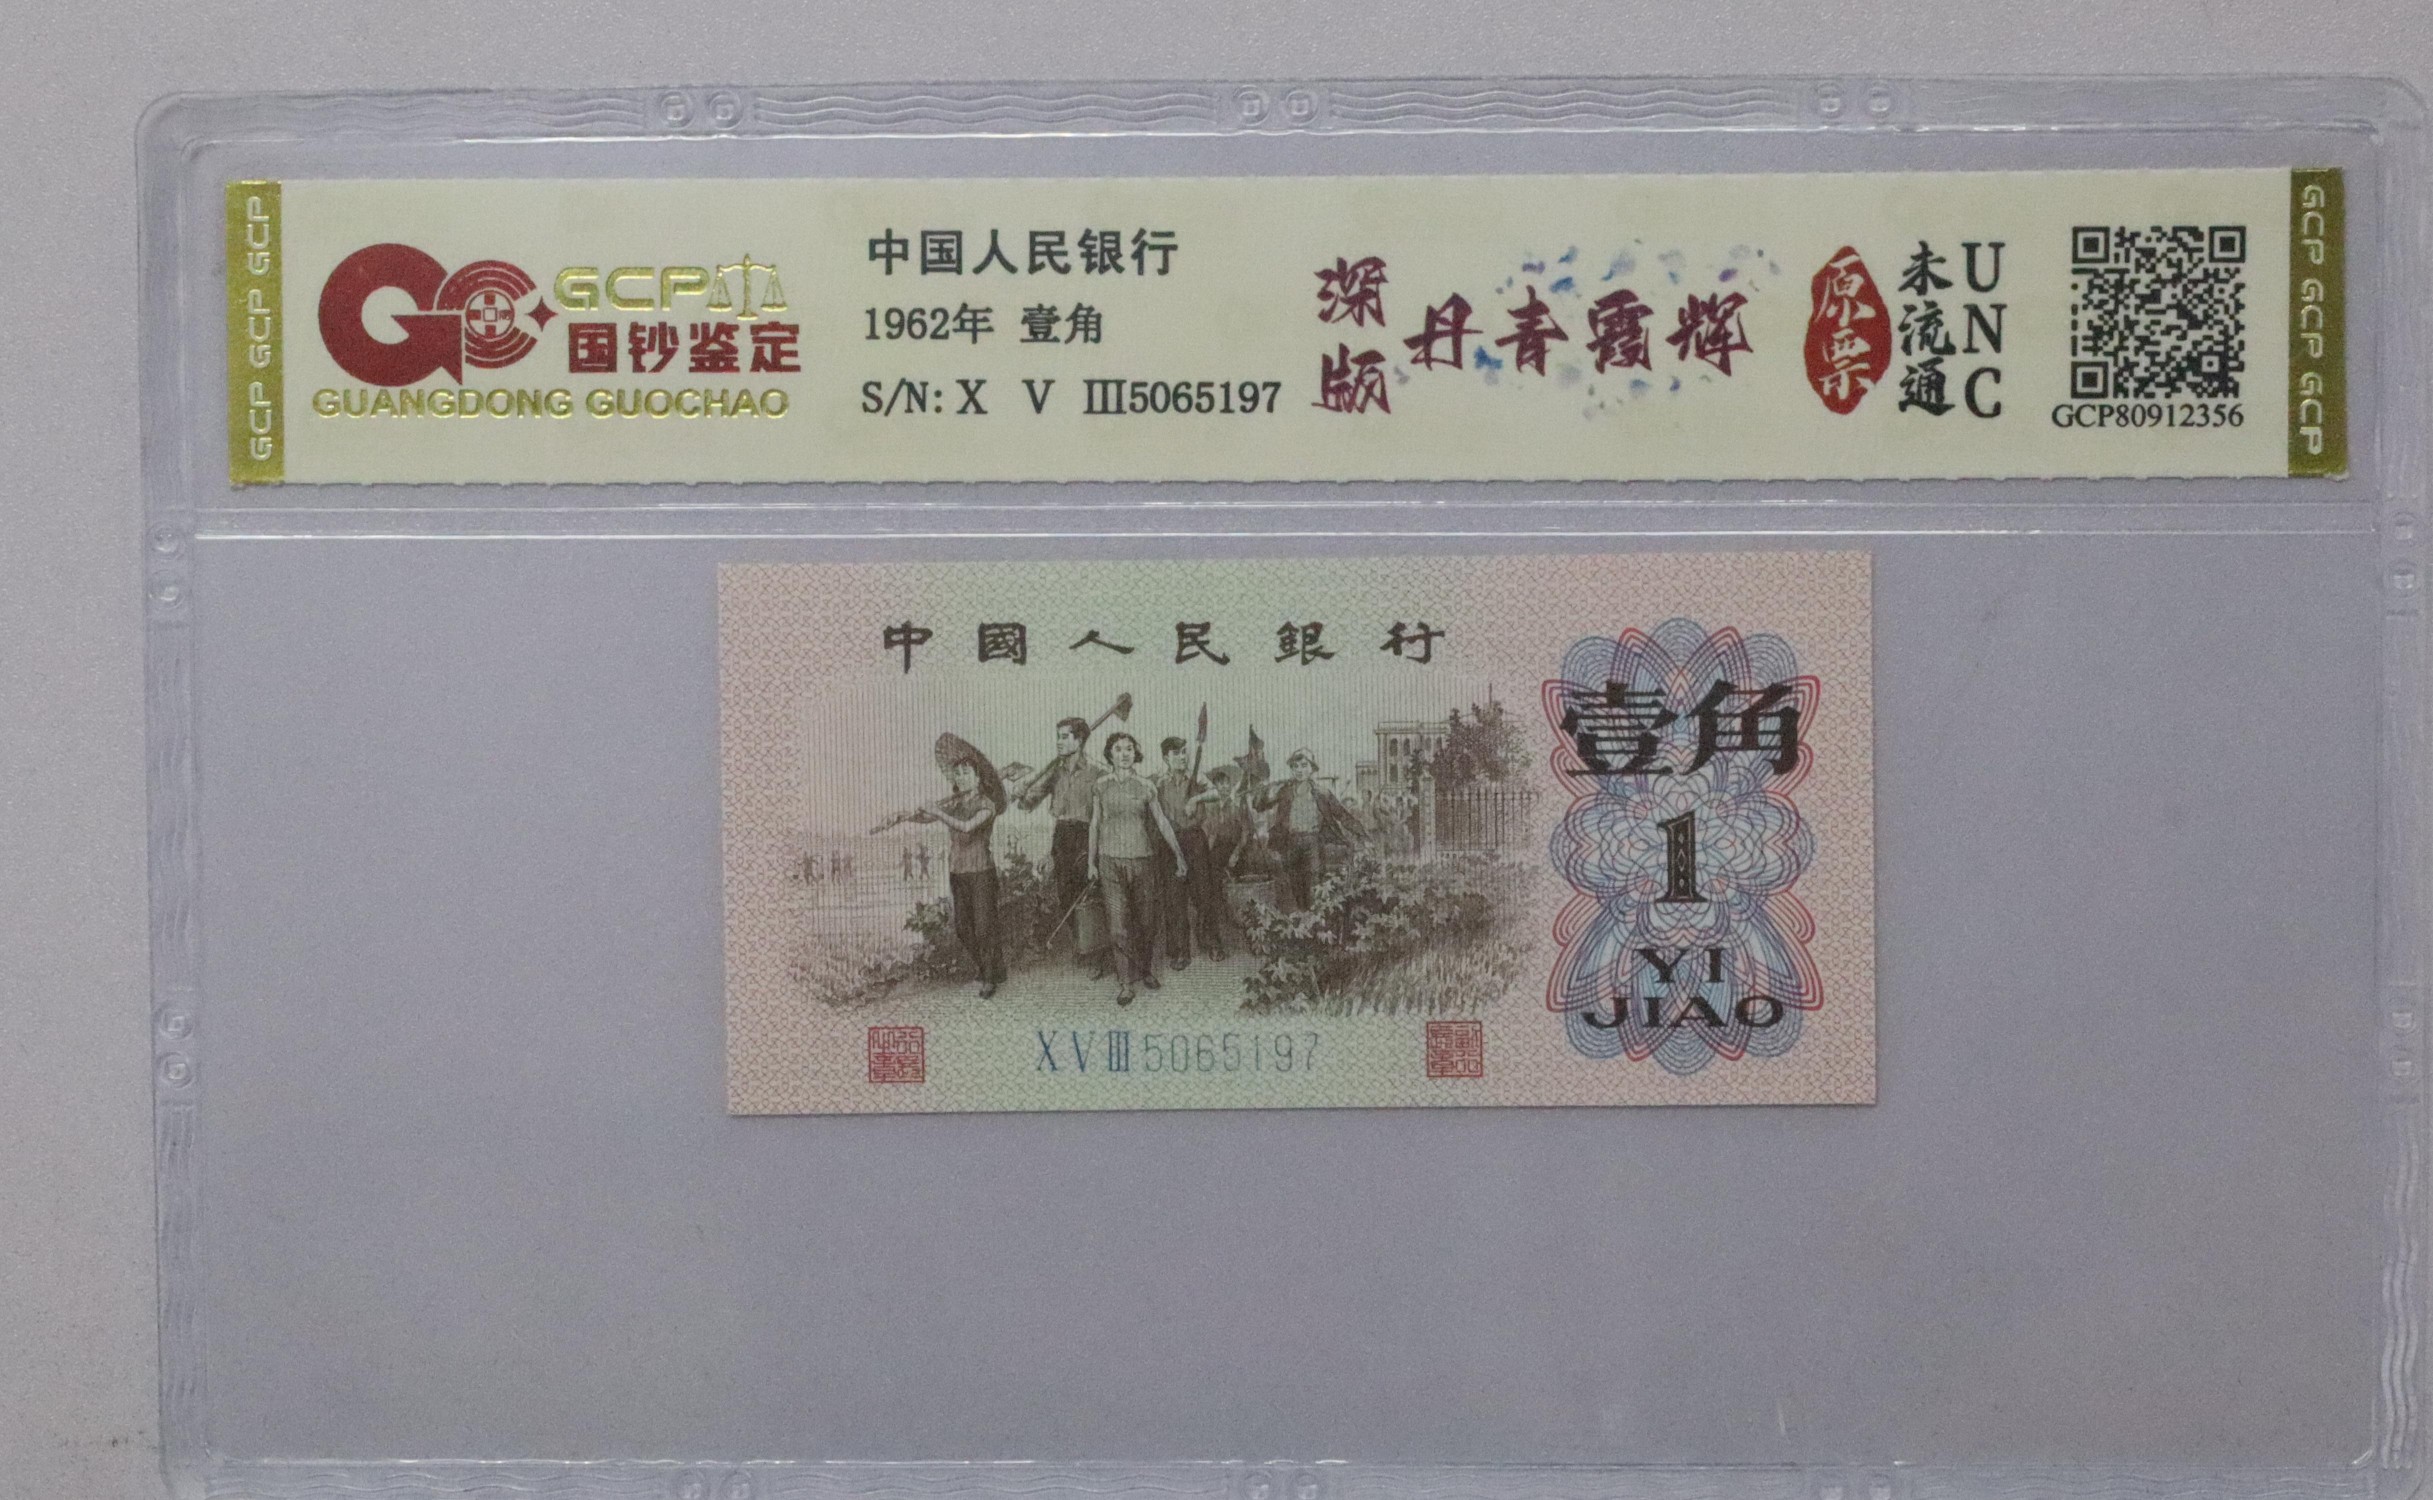 GCP GCP GCP
GCP
国钞鉴定
GUANGDONG GUOCHAO
中国人民银行
1962年 壹角
S/N: X V Ⅲ5065197
深版
丹青霞辉
原票
未流通
UNC
GCP80912356
GCP GCP GCP
中國人民銀行
壹角
1
YI
JIAO
X V Ⅲ 5065197